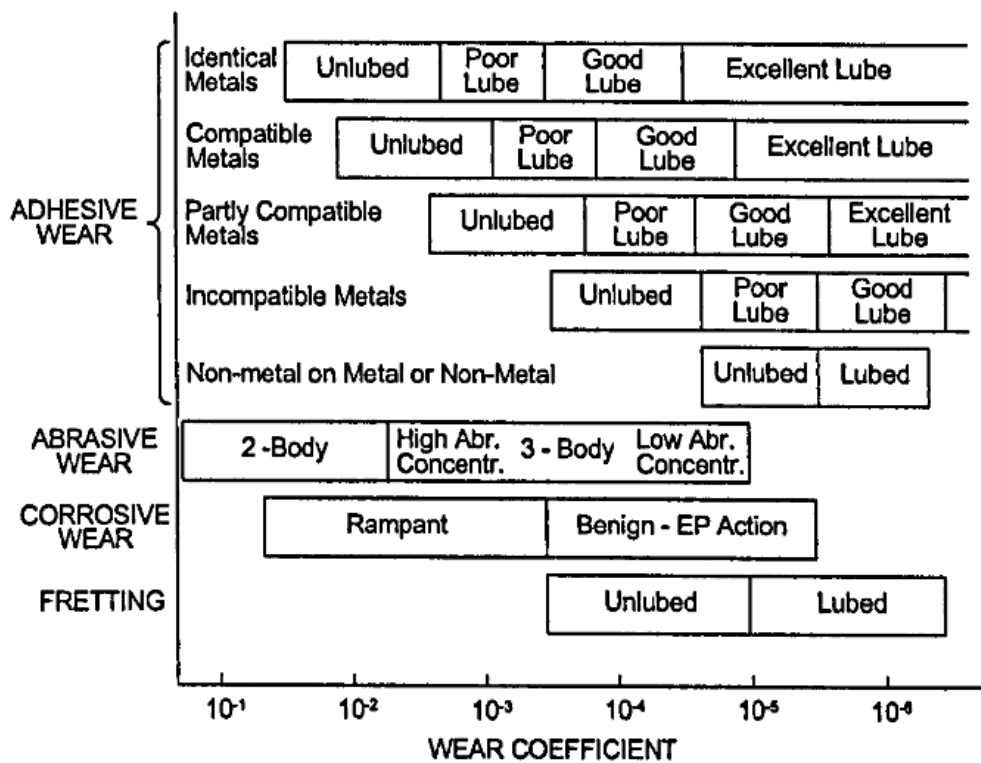 Identical Metals
Unlubed
Poor Lube
Good Lube
Excellent Lube
Compatible Metals
Unlubed
Poor Lube
Good Lube
Excellent Lube
ADHESIVE WEAR
Partly Compatible Metals
Unlubed
Poor Lube
Good Lube
Excellent Lube
Incompatible Metals
Unlubed
Poor Lube
Good Lube
Non-metal on Metal or Non-Metal
Unlubed
Lubed
ABRASIVE WEAR
2 -Body
High Abr. Concentr.
3 - Body
Low Abr. Concentr.
CORROSIVE WEAR
Rampant
Benign - EP Action
FRETTING
Unlubed
Lubed
10⁻¹ 10⁻² 10⁻³ 10⁻⁴ 10⁻⁵ 10⁻⁶
WEAR COEFFICIENT